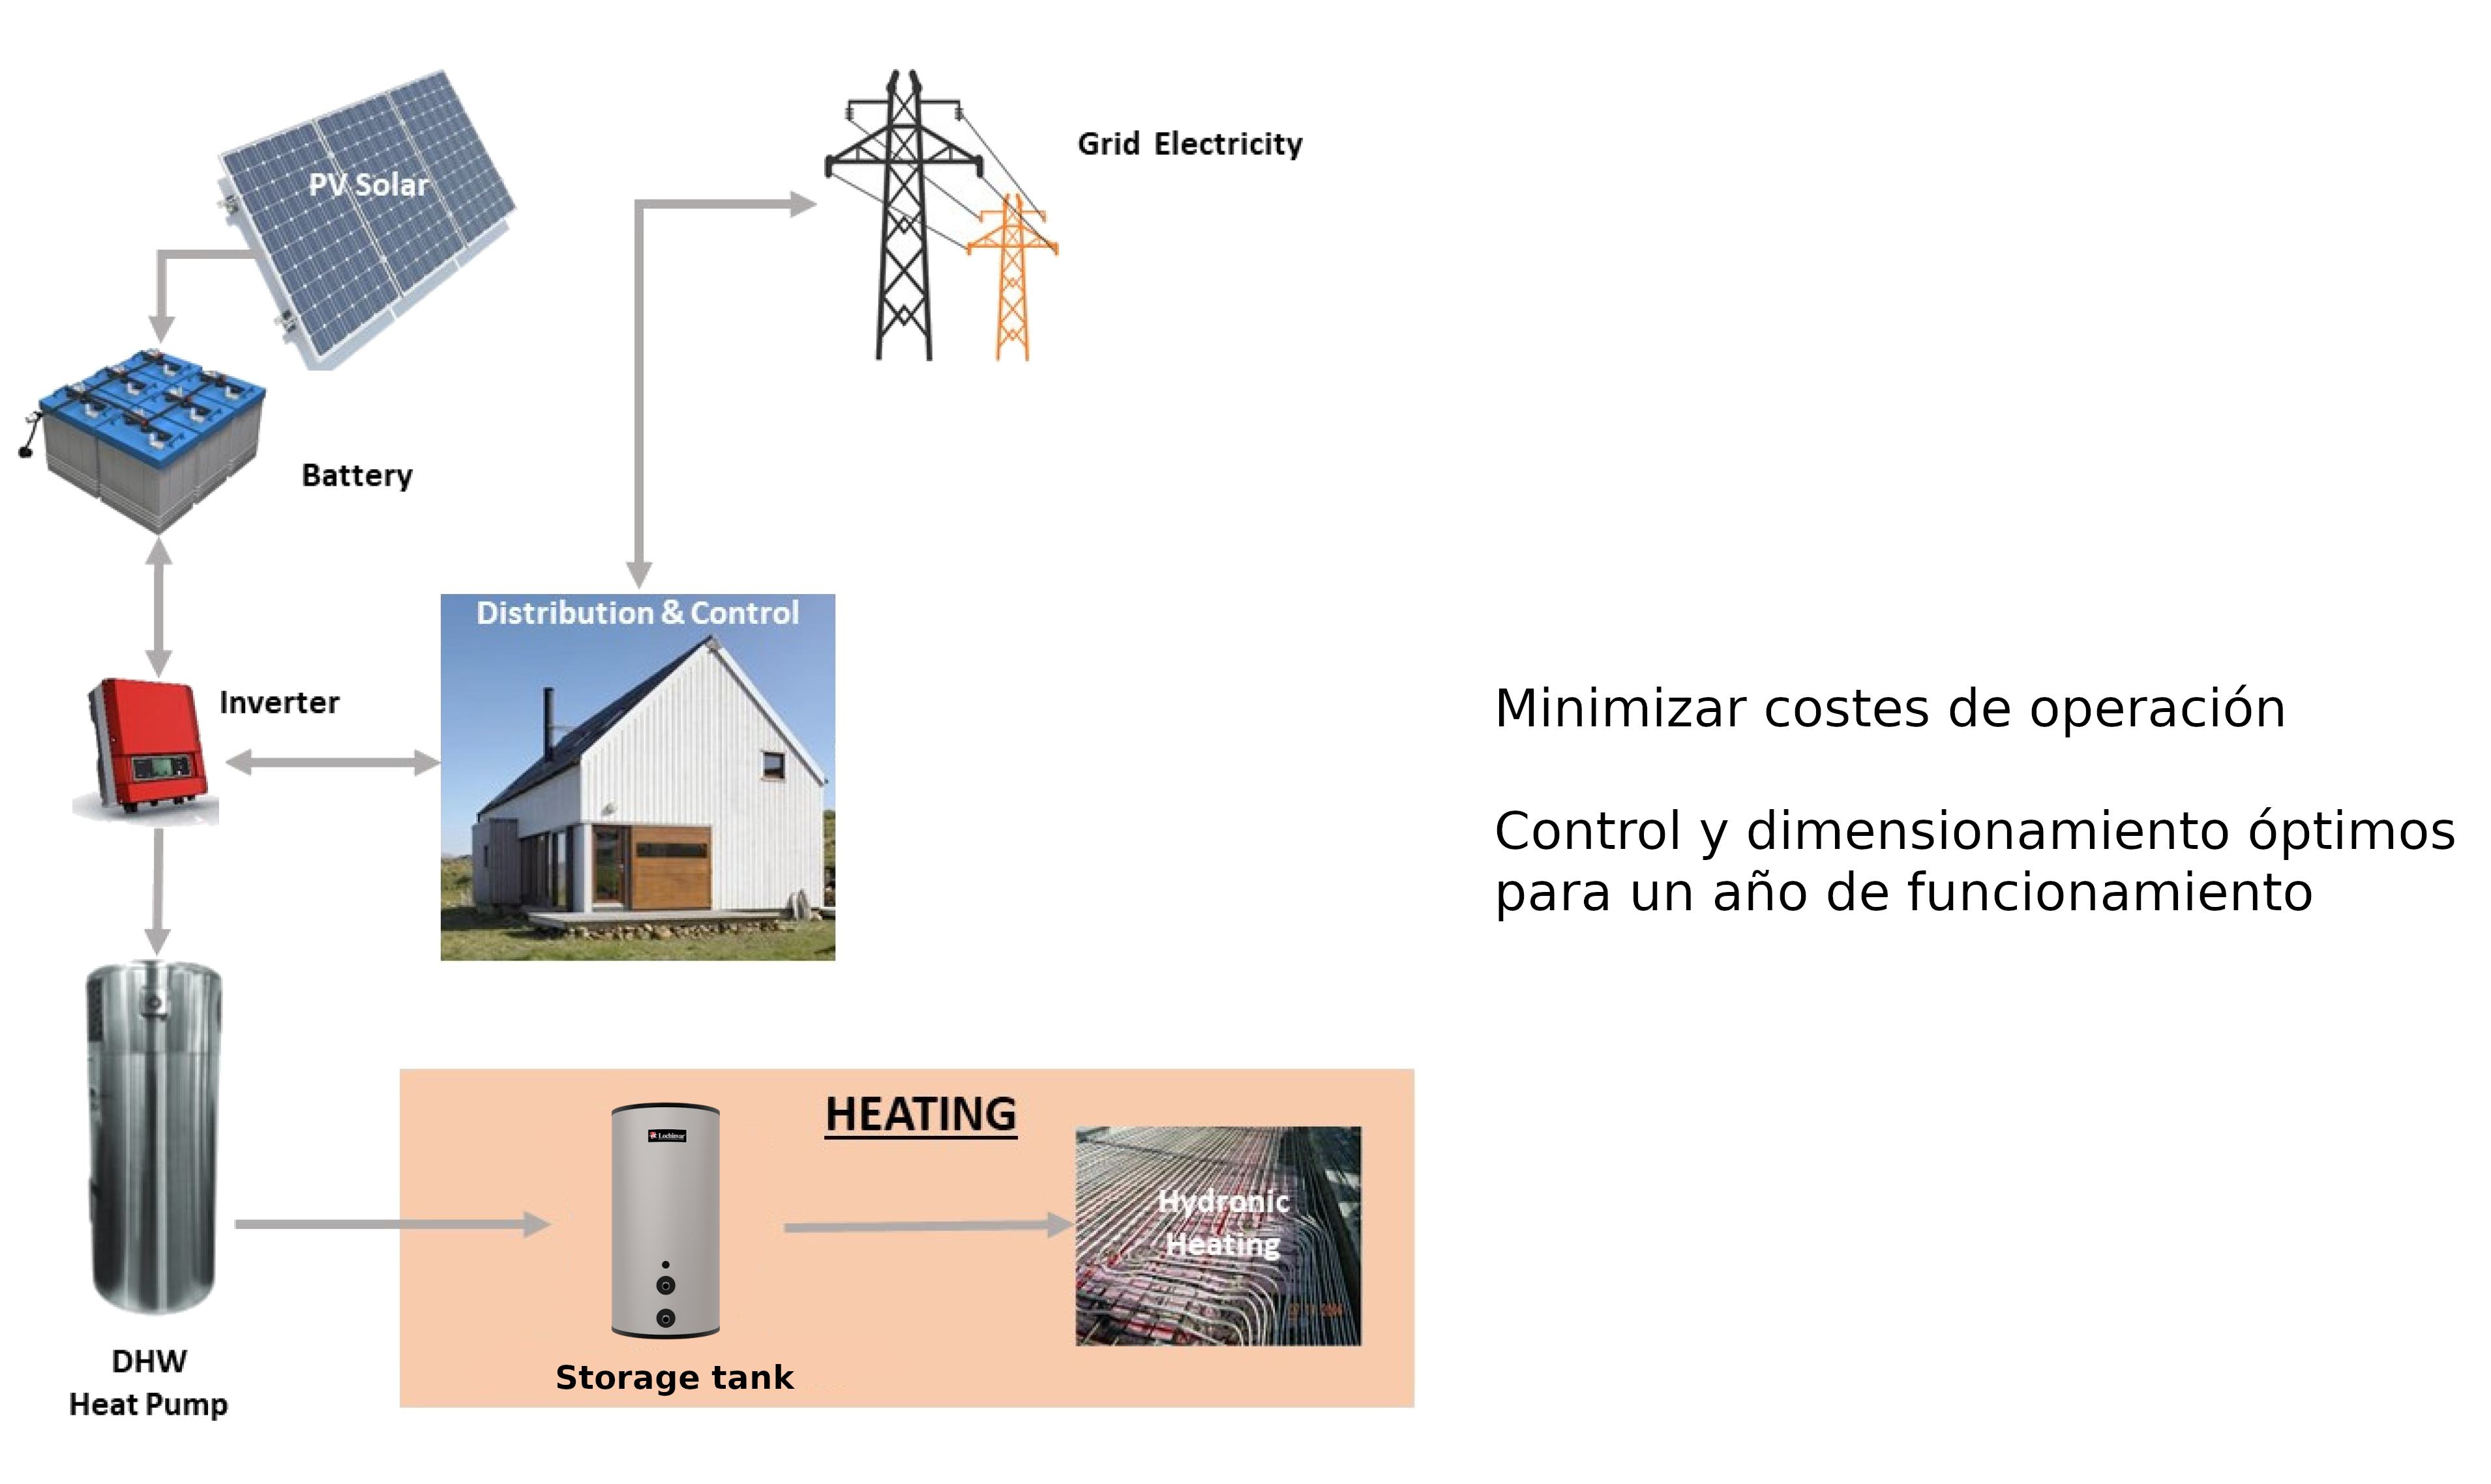 PV Solar
Grid Electricity
Battery
Distribution & Control
Inverter
Minimizar costes de operación
Control y dimensionamiento óptimos
para un año de funcionamiento
HEATING
Lochinvar
Hydronic
Heating
Storage tank
DHW
Heat Pump